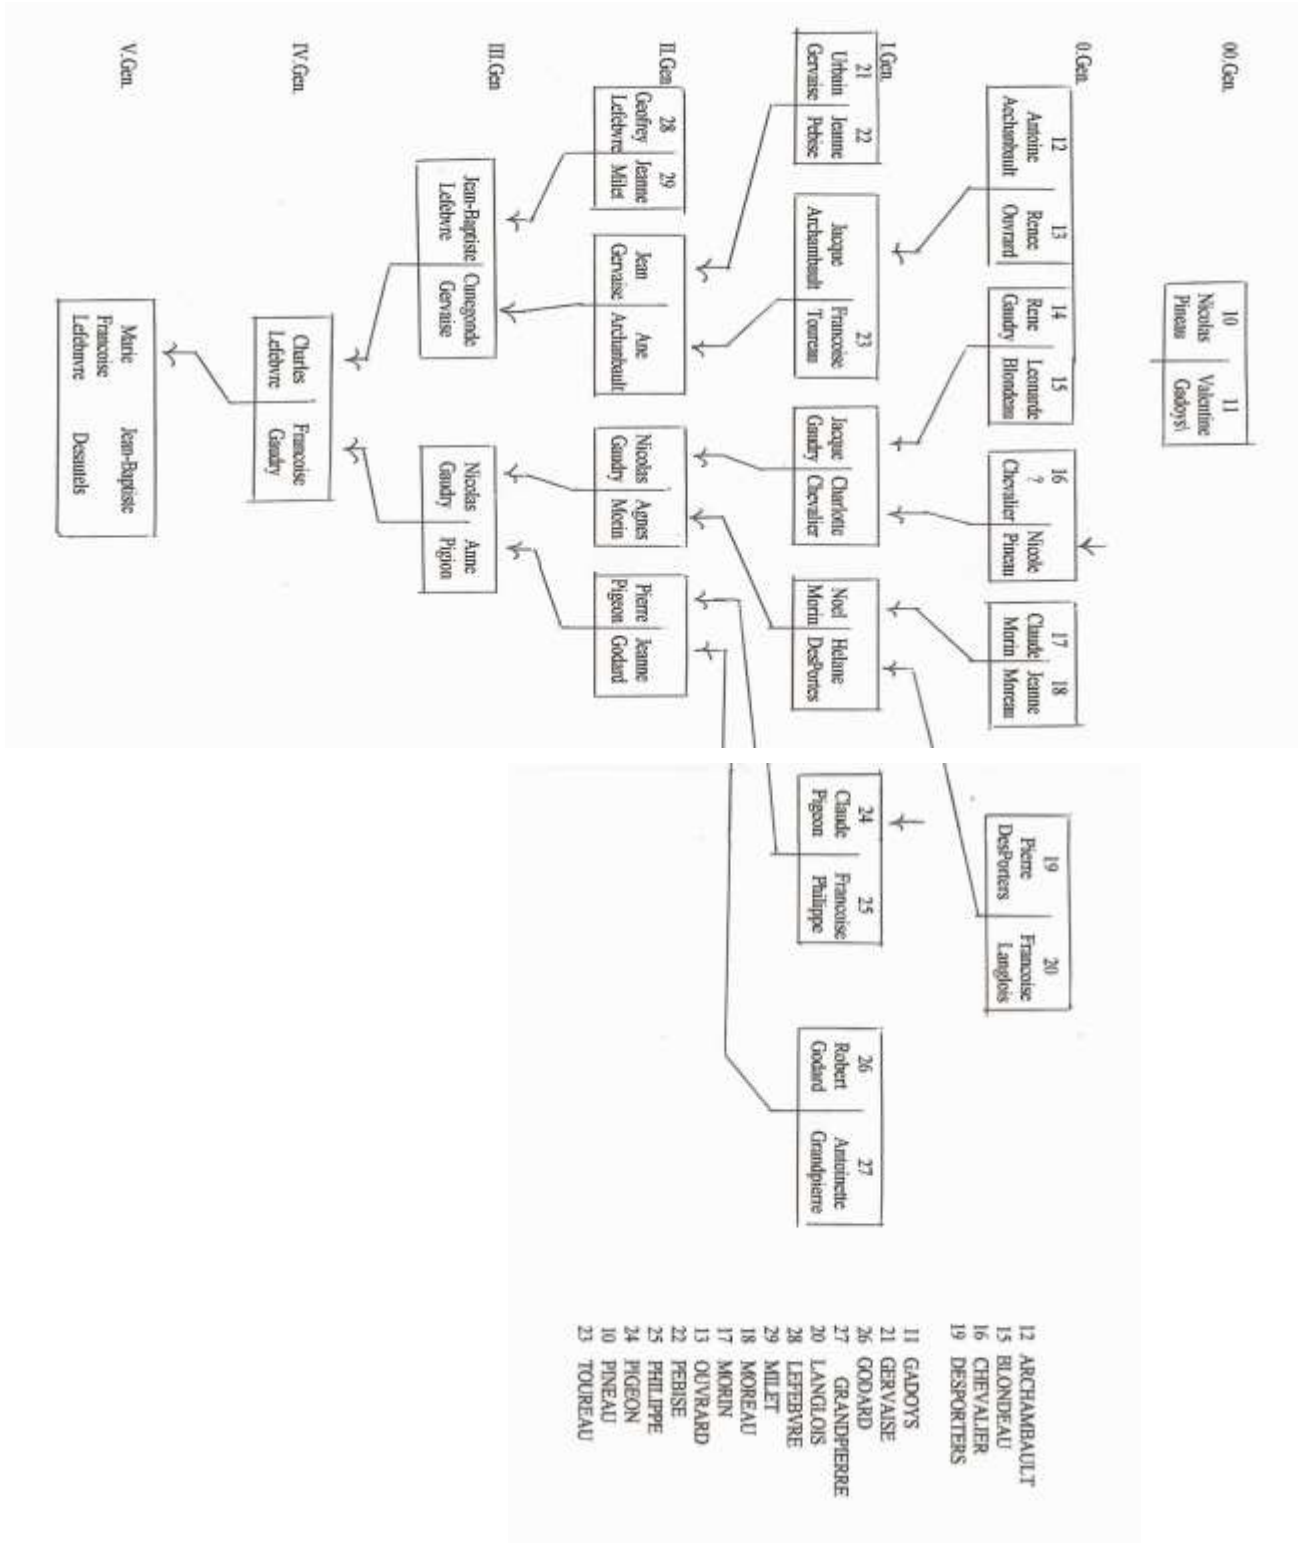 00.Gen.
10 11
Nicolas Valentine
Pineau Gadoys\
0.Gen.
12 13
Antoine Renee
Aechanbault Ouvrard
14 15
Rene Leonarde
Gaudry Blondeau
16
? Nicole
Chevalier Pineau
17 18
Claude Jeanne
Morin Moreau
19 20
Pierre Francoise
DesPorters Langlois
I.Gen.
21 22
Urbain Jeanne
Gervaise Pebise
23
Jacque Francoise
Archambault Toureau
Jacque Charlotte
Gaudry Chevalier
Noel Helane
Morin DesPortes
24 25
Claude Francoise
Pigeon Philippe
26 27
Robert Antoinette
Godard Grandpierre
II.Gen
28 29
Geoffrey Jeanne
Lefebvre Milet
Jean Ane
Gervaise Archanbault
Nicolas Agnes
Gaudry Morin
Pierre Jeanne
Pigeon Godard
III.Gen
Jean-Baptiste Cunegonde
Lefebvre Gervaise
Nicolas Anne
Gaudry Pigion
IV.Gen.
Charles Francoise
Lefebvre Gaudry
V.Gen.
Marie Jean-Baptiste
Francoise
Lefebnvre Desautels
12 ARCHAMBAULT
15 BLONDEAU
16 CHEVALIER
19 DESPORTERS
11 GADOYS
21 GERVAISE
26 GODARD
27 GRANDPIERRE
20 LANGLOIS
28 LEFEBVRE
29 MILET
18 MOREAU
17 MORIN
13 OUVRARD
22 PEBISE
25 PHILIPPE
24 PIGEON
10 PINEAU
23 TOUREAU